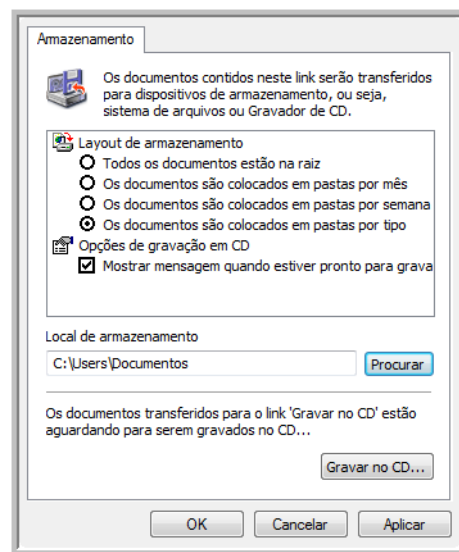 Armazenamento
Os documentos contidos neste link serão transferidos
para dispositivos de armazenamento, ou seja,
sistema de arquivos ou Gravador de CD.
Layout de armazenamento
Todos os documentos estão na raiz
Os documentos são colocados em pastas por mês
Os documentos são colocados em pastas por semana
Os documentos são colocados em pastas por tipo
Opções de gravação em CD
Mostrar mensagem quando estiver pronto para grava
Local de armazenamento
C:\Users\Documentos
Procurar
Os documentos transferidos para o link 'Gravar no CD' estão
aguardando para serem gravados no CD...
Gravar no CD...
OK
Cancelar
Aplicar